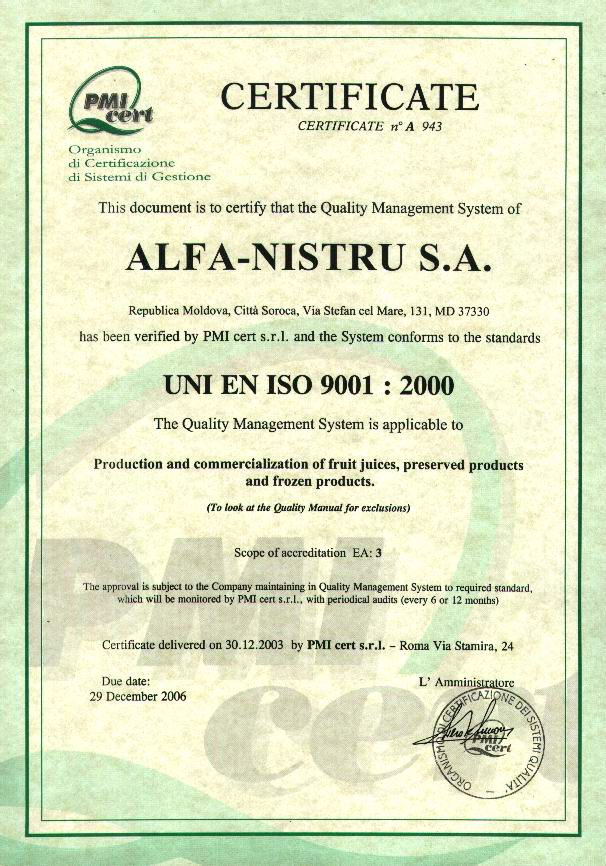 PMI
cert
Organismo
di Certificazione
di Sistemi di Gestione
CERTIFICATE
CERTIFICATE n° A 943
This document is to certify that the Quality Management System of
ALFA-NISTRU S.A.
Republica Moldova, Città Soroca, Via Stefan cel Mare, 131, MD 37330
has been verified by PMI cert s.r.l. and the System conforms to the standards
UNI EN ISO 9001 : 2000
The Quality Management System is applicable to
Production and commercialization of fruit juices, preserved products
and frozen products.
(To look at the Quality Manual for exclusions)
Scope of accreditation EA: 3
The approval is subject to the Company maintaining in Quality Management System to required standard,
which will be monitored by PMI cert s.r.l., with periodical audits (every 6 or 12 months)
Certificate delivered on 30.12.2003 by PMI cert s.r.l. – Roma Via Stamira, 24
Due date:
29 December 2006
L' Amministratore
ORGANISMO DI CERTIFICAZIONE DEI SISTEMI QUALITA'
PMI
cert
PMI
cert